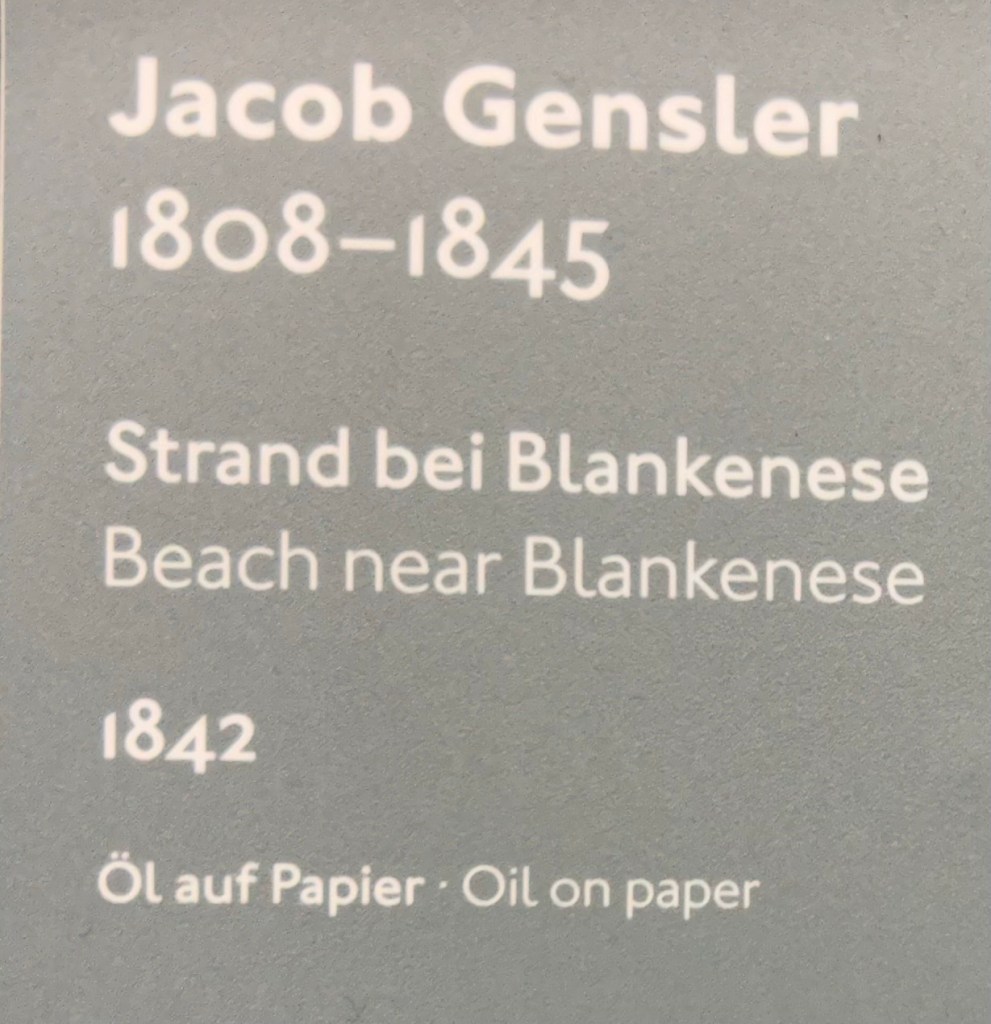 Jacob Gensler
1808–1845
Strand bei Blankenese
Beach near Blankenese
1842
Öl auf Papier · Oil on paper